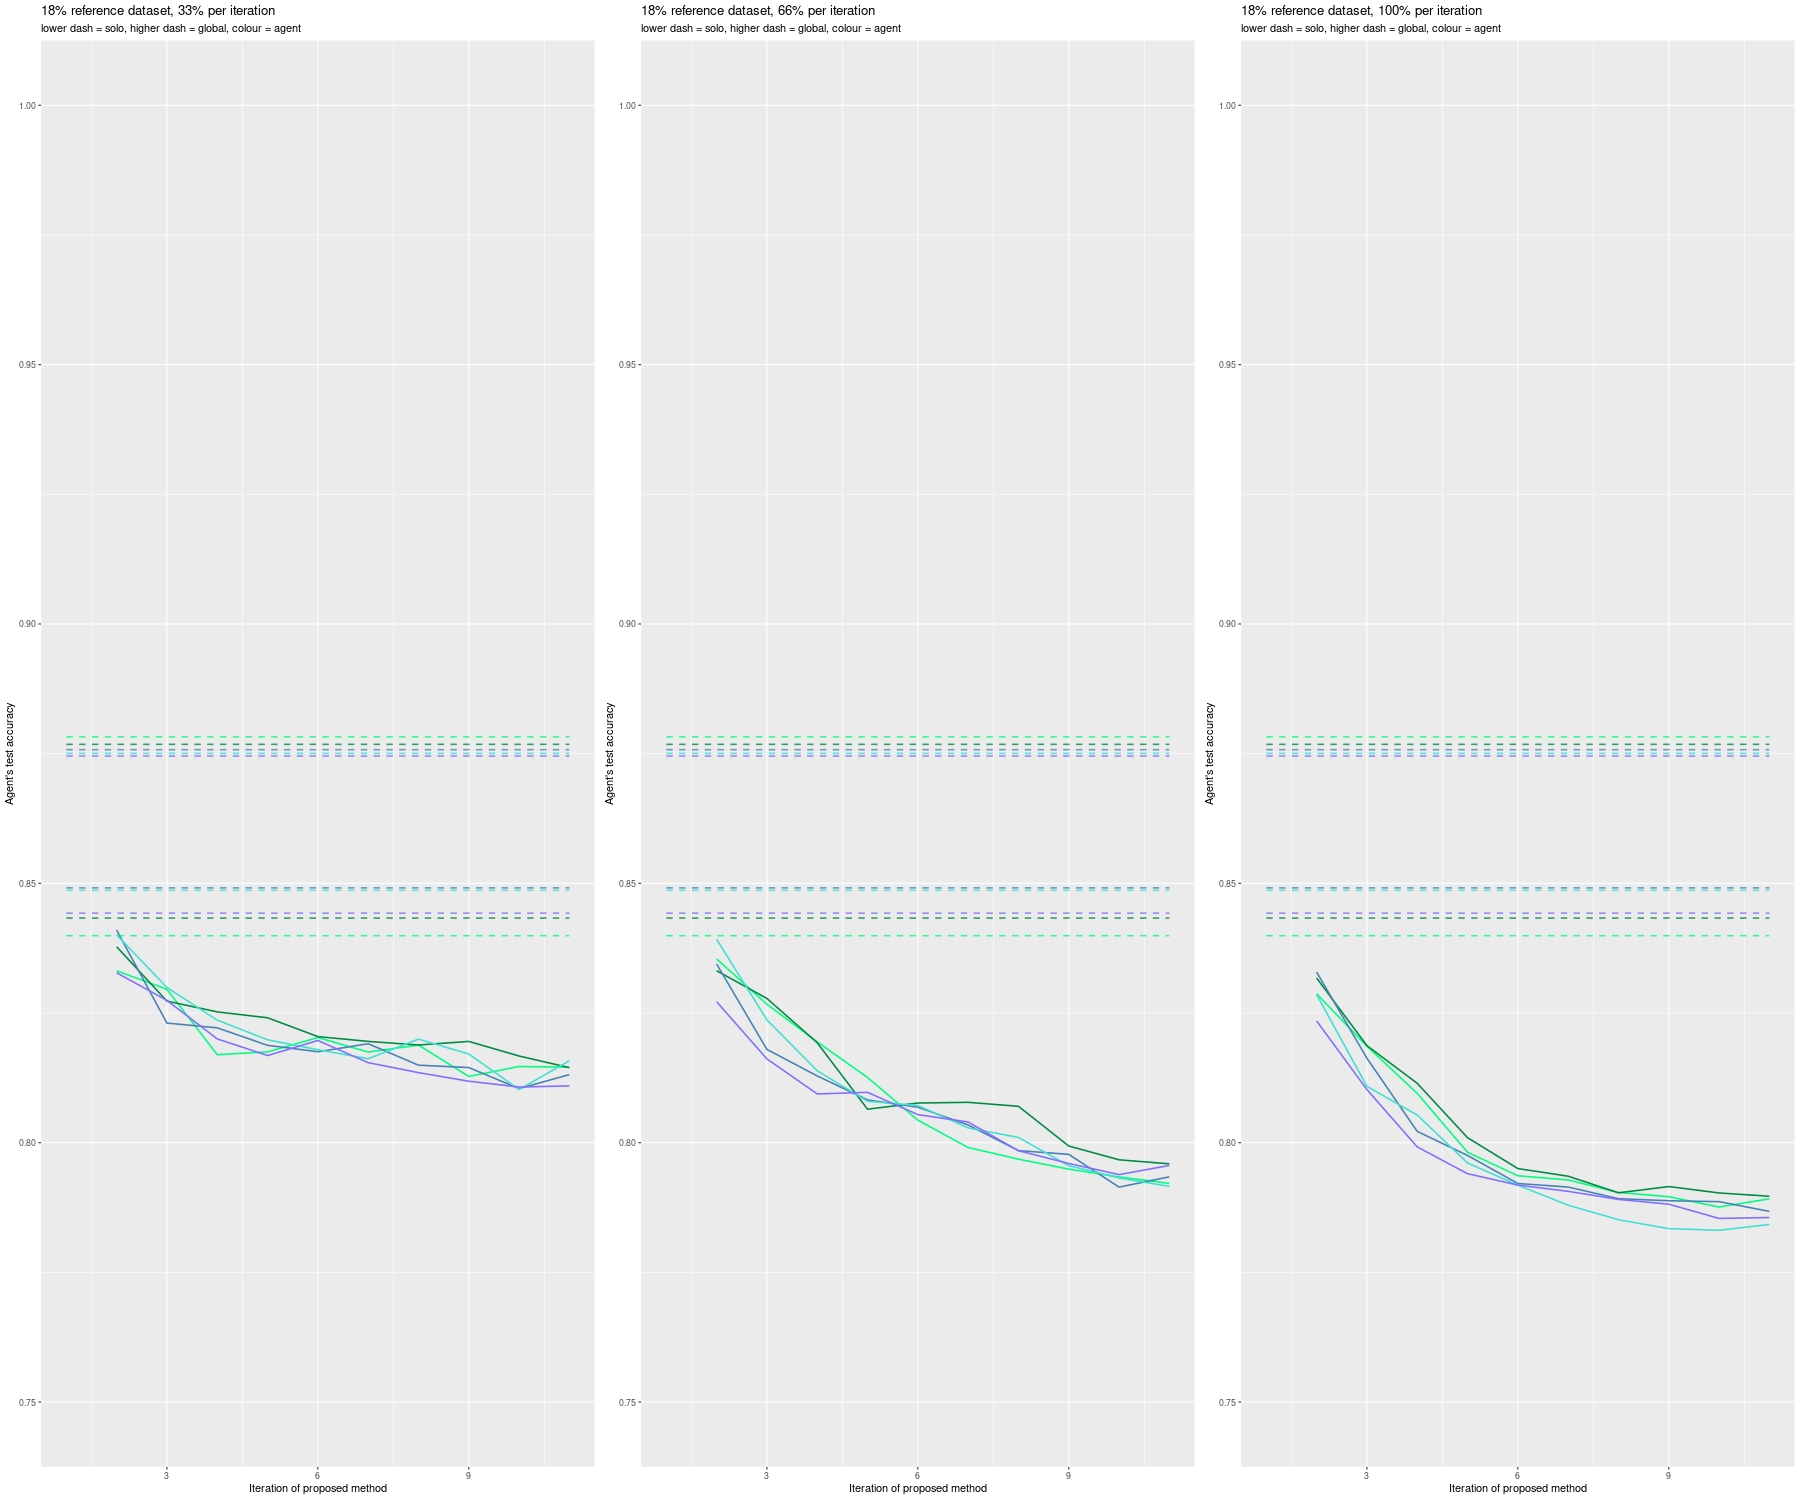 18% reference dataset, 33% per iteration
lower dash = solo, higher dash = global, colour = agent
1.00
0.95
0.90
0.85
0.80
0.75
Agent's test accuracy
3 6 9
Iteration of proposed method
18% reference dataset, 66% per iteration
lower dash = solo, higher dash = global, colour = agent
1.00
0.95
0.90
0.85
0.80
0.75
Agent's test accuracy
3 6 9
Iteration of proposed method
18% reference dataset, 100% per iteration
lower dash = solo, higher dash = global, colour = agent
1.00
0.95
0.90
0.85
0.80
0.75
Agent's test accuracy
3 6 9
Iteration of proposed method